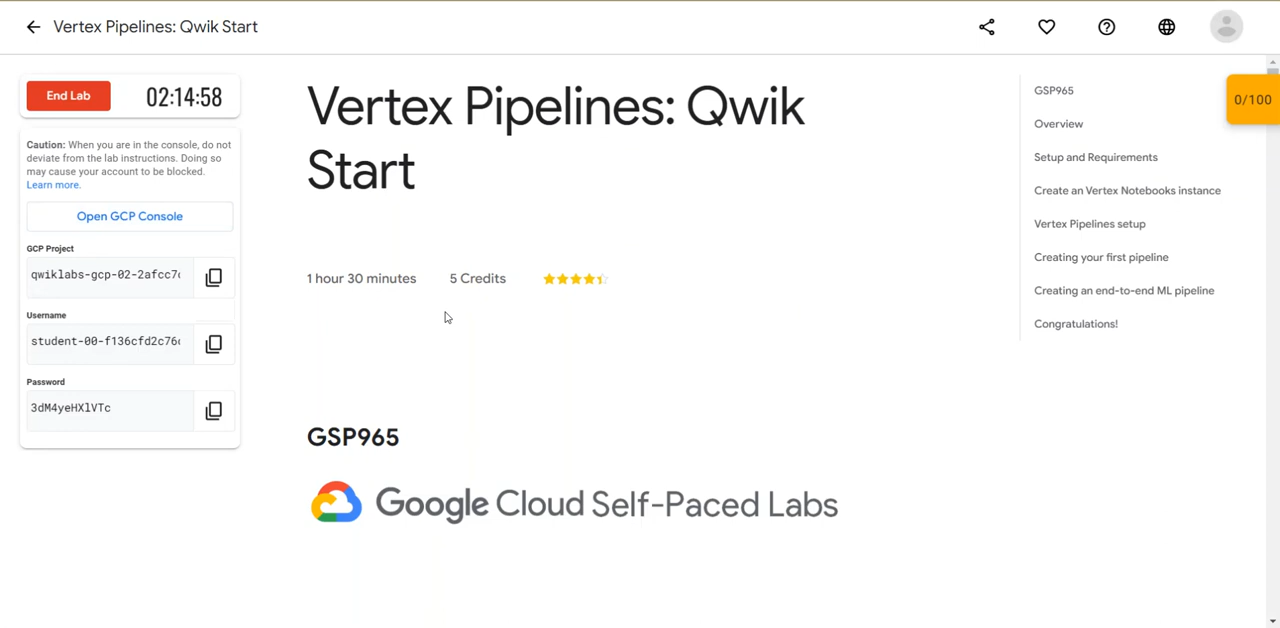 Vertex Pipelines: Qwik Start
End Lab
02:14:58
Caution: When you are in the console, do not
deviate from the lab instructions. Doing so
may cause your account to be blocked.
Learn more.
Open GCP Console
GCP Project
qwiklabs-gcp-02-2afcc7
Username
student-00-f136cfd2c76
Password
3dM4yeHXlVTc
Vertex Pipelines: Qwik
Start
1 hour 30 minutes
5 Credits
GSP965
Google Cloud Self-Paced Labs
GSP965
Overview
Setup and Requirements
Create an Vertex Notebooks instance
Vertex Pipelines setup
Creating your first pipeline
Creating an end-to-end ML pipeline
Congratulations!
0/100